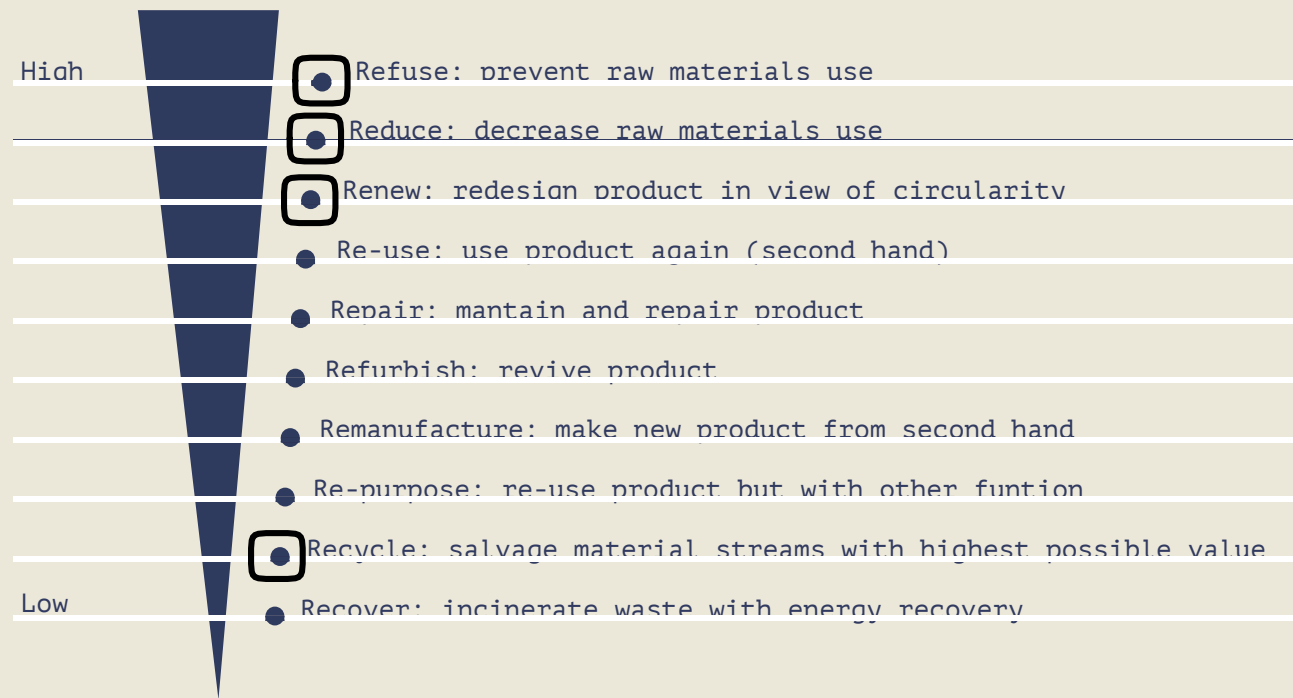 High
Refuse: prevent raw materials use
Reduce: decrease raw materials use
Renew: redesign product in view of circularity
Re-use: use product again (second hand)
Repair: mantain and repair product
Refurbish: revive product
Remanufacture: make new product from second hand
Re-purpose: re-use product but with other funtion
Recycle: salvage material streams with highest possible value
Low
Recover: incinerate waste with energy recovery